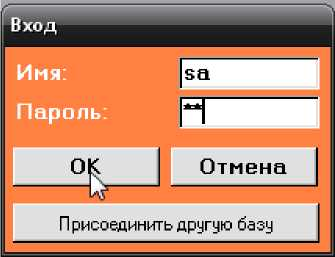 Вход
Имя: sa
Пароль: **
OK Отмена
Присоединить другую базу